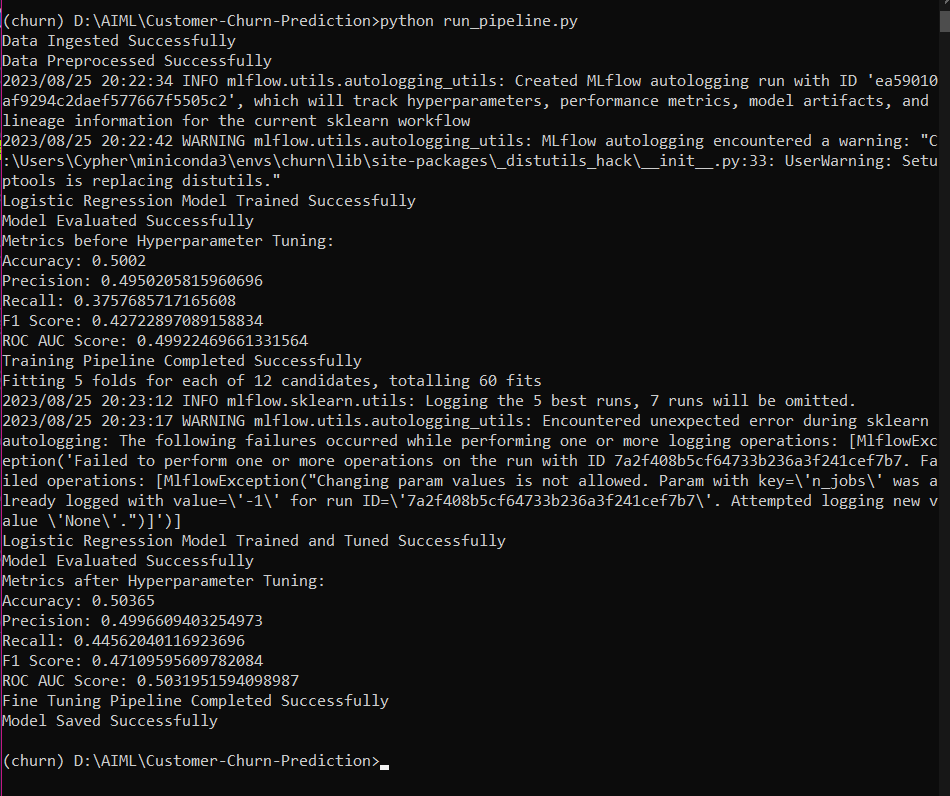 (churn) D:\AIML\Customer-Churn-Prediction>python run_pipeline.py
Data Ingested Successfully
Data Preprocessed Successfully
2023/08/25 20:22:34 INFO mlflow.utils.autologging_utils: Created MLflow autologging run with ID 'ea59010
af9294c2daef577667f5505c2', which will track hyperparameters, performance metrics, model artifacts, and
lineage information for the current sklearn workflow
2023/08/25 20:22:42 WARNING mlflow.utils.autologging_utils: MLflow autologging encountered a warning: "C
:\Users\Cypher\miniconda3\envs\churn\lib\site-packages\_distutils_hack\__init__.py:33: UserWarning: Setu
ptools is replacing distutils."
Logistic Regression Model Trained Successfully
Model Evaluated Successfully
Metrics before Hyperparameter Tuning:
Accuracy: 0.5002
Precision: 0.4950205815960696
Recall: 0.3757685717165608
F1 Score: 0.42722897089158834
ROC AUC Score: 0.49922469661331564
Training Pipeline Completed Successfully
Fitting 5 folds for each of 12 candidates, totalling 60 fits
2023/08/25 20:23:12 INFO mlflow.sklearn.utils: Logging the 5 best runs, 7 runs will be omitted.
2023/08/25 20:23:17 WARNING mlflow.utils.autologging_utils: Encountered unexpected error during sklearn
autologging: The following failures occurred while performing one or more logging operations: [MlflowExc
eption('Failed to perform one or more operations on the run with ID 7a2f408b5cf64733b236a3f241cef7b7. Fa
iled operations: [MlflowException("Changing param values is not allowed. Param with key=\'n_jobs\' was a
lready logged with value=\'-1\' for run ID=\'7a2f408b5cf64733b236a3f241cef7b7\'. Attempted logging new v
alue \'None\'.")]')]
Logistic Regression Model Trained and Tuned Successfully
Model Evaluated Successfully
Metrics after Hyperparameter Tuning:
Accuracy: 0.50365
Precision: 0.4996609403254973
Recall: 0.44562040116923696
F1 Score: 0.47109595609782084
ROC AUC Score: 0.5031951594098987
Fine Tuning Pipeline Completed Successfully
Model Saved Successfully
(churn) D:\AIML\Customer-Churn-Prediction>